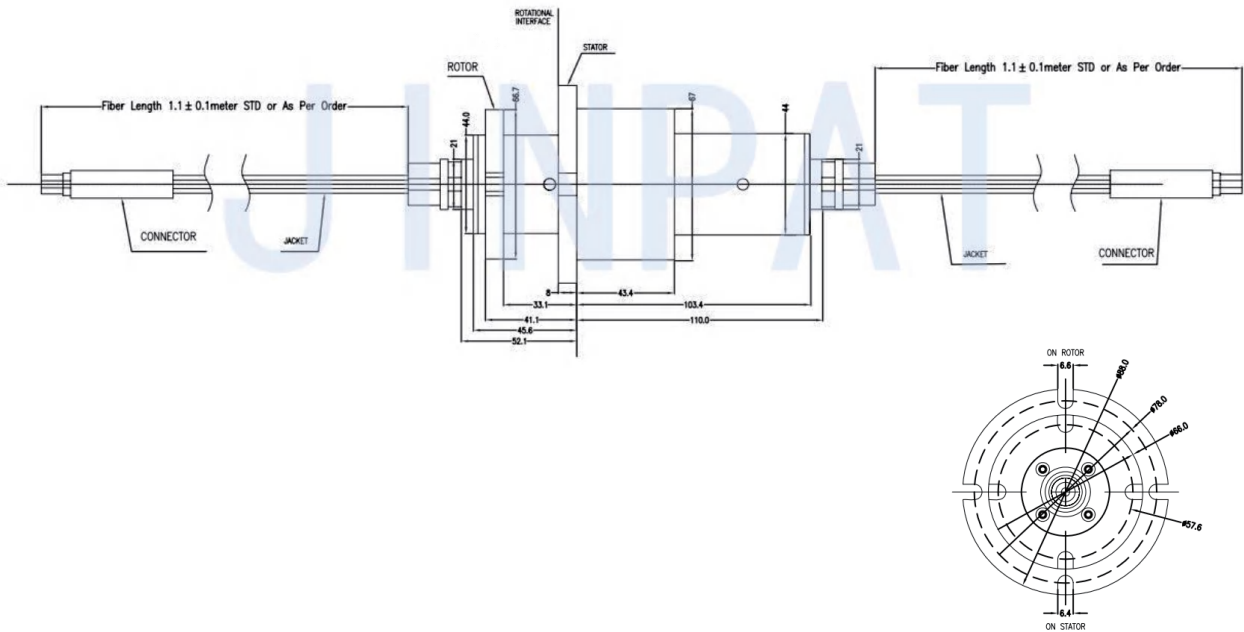 ROTATIONAL
INTERFACE
STATOR
ROTOR
Fiber Length 1.1 ± 0.1meter STD or As Per Order
Fiber Length 1.1 ± 0.1meter STD or As Per Order
66.7
67
44.0
44
21
21
JINPAT
CONNECTOR
JACKET
JACKET
CONNECTOR
8
43.4
33.1
103.4
41.1
110.0
45.6
52.1
ON ROTOR
6.6
ø88.0
ø78.0
ø66.0
ø57.6
6.4
ON STATOR